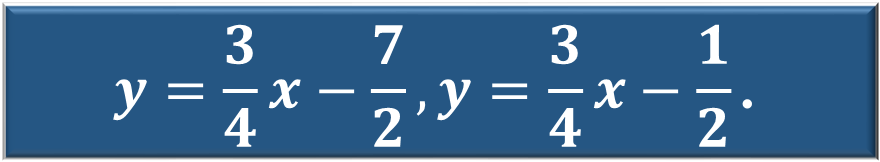 y = 3/4 x − 7/2, y = 3/4 x − 1/2.